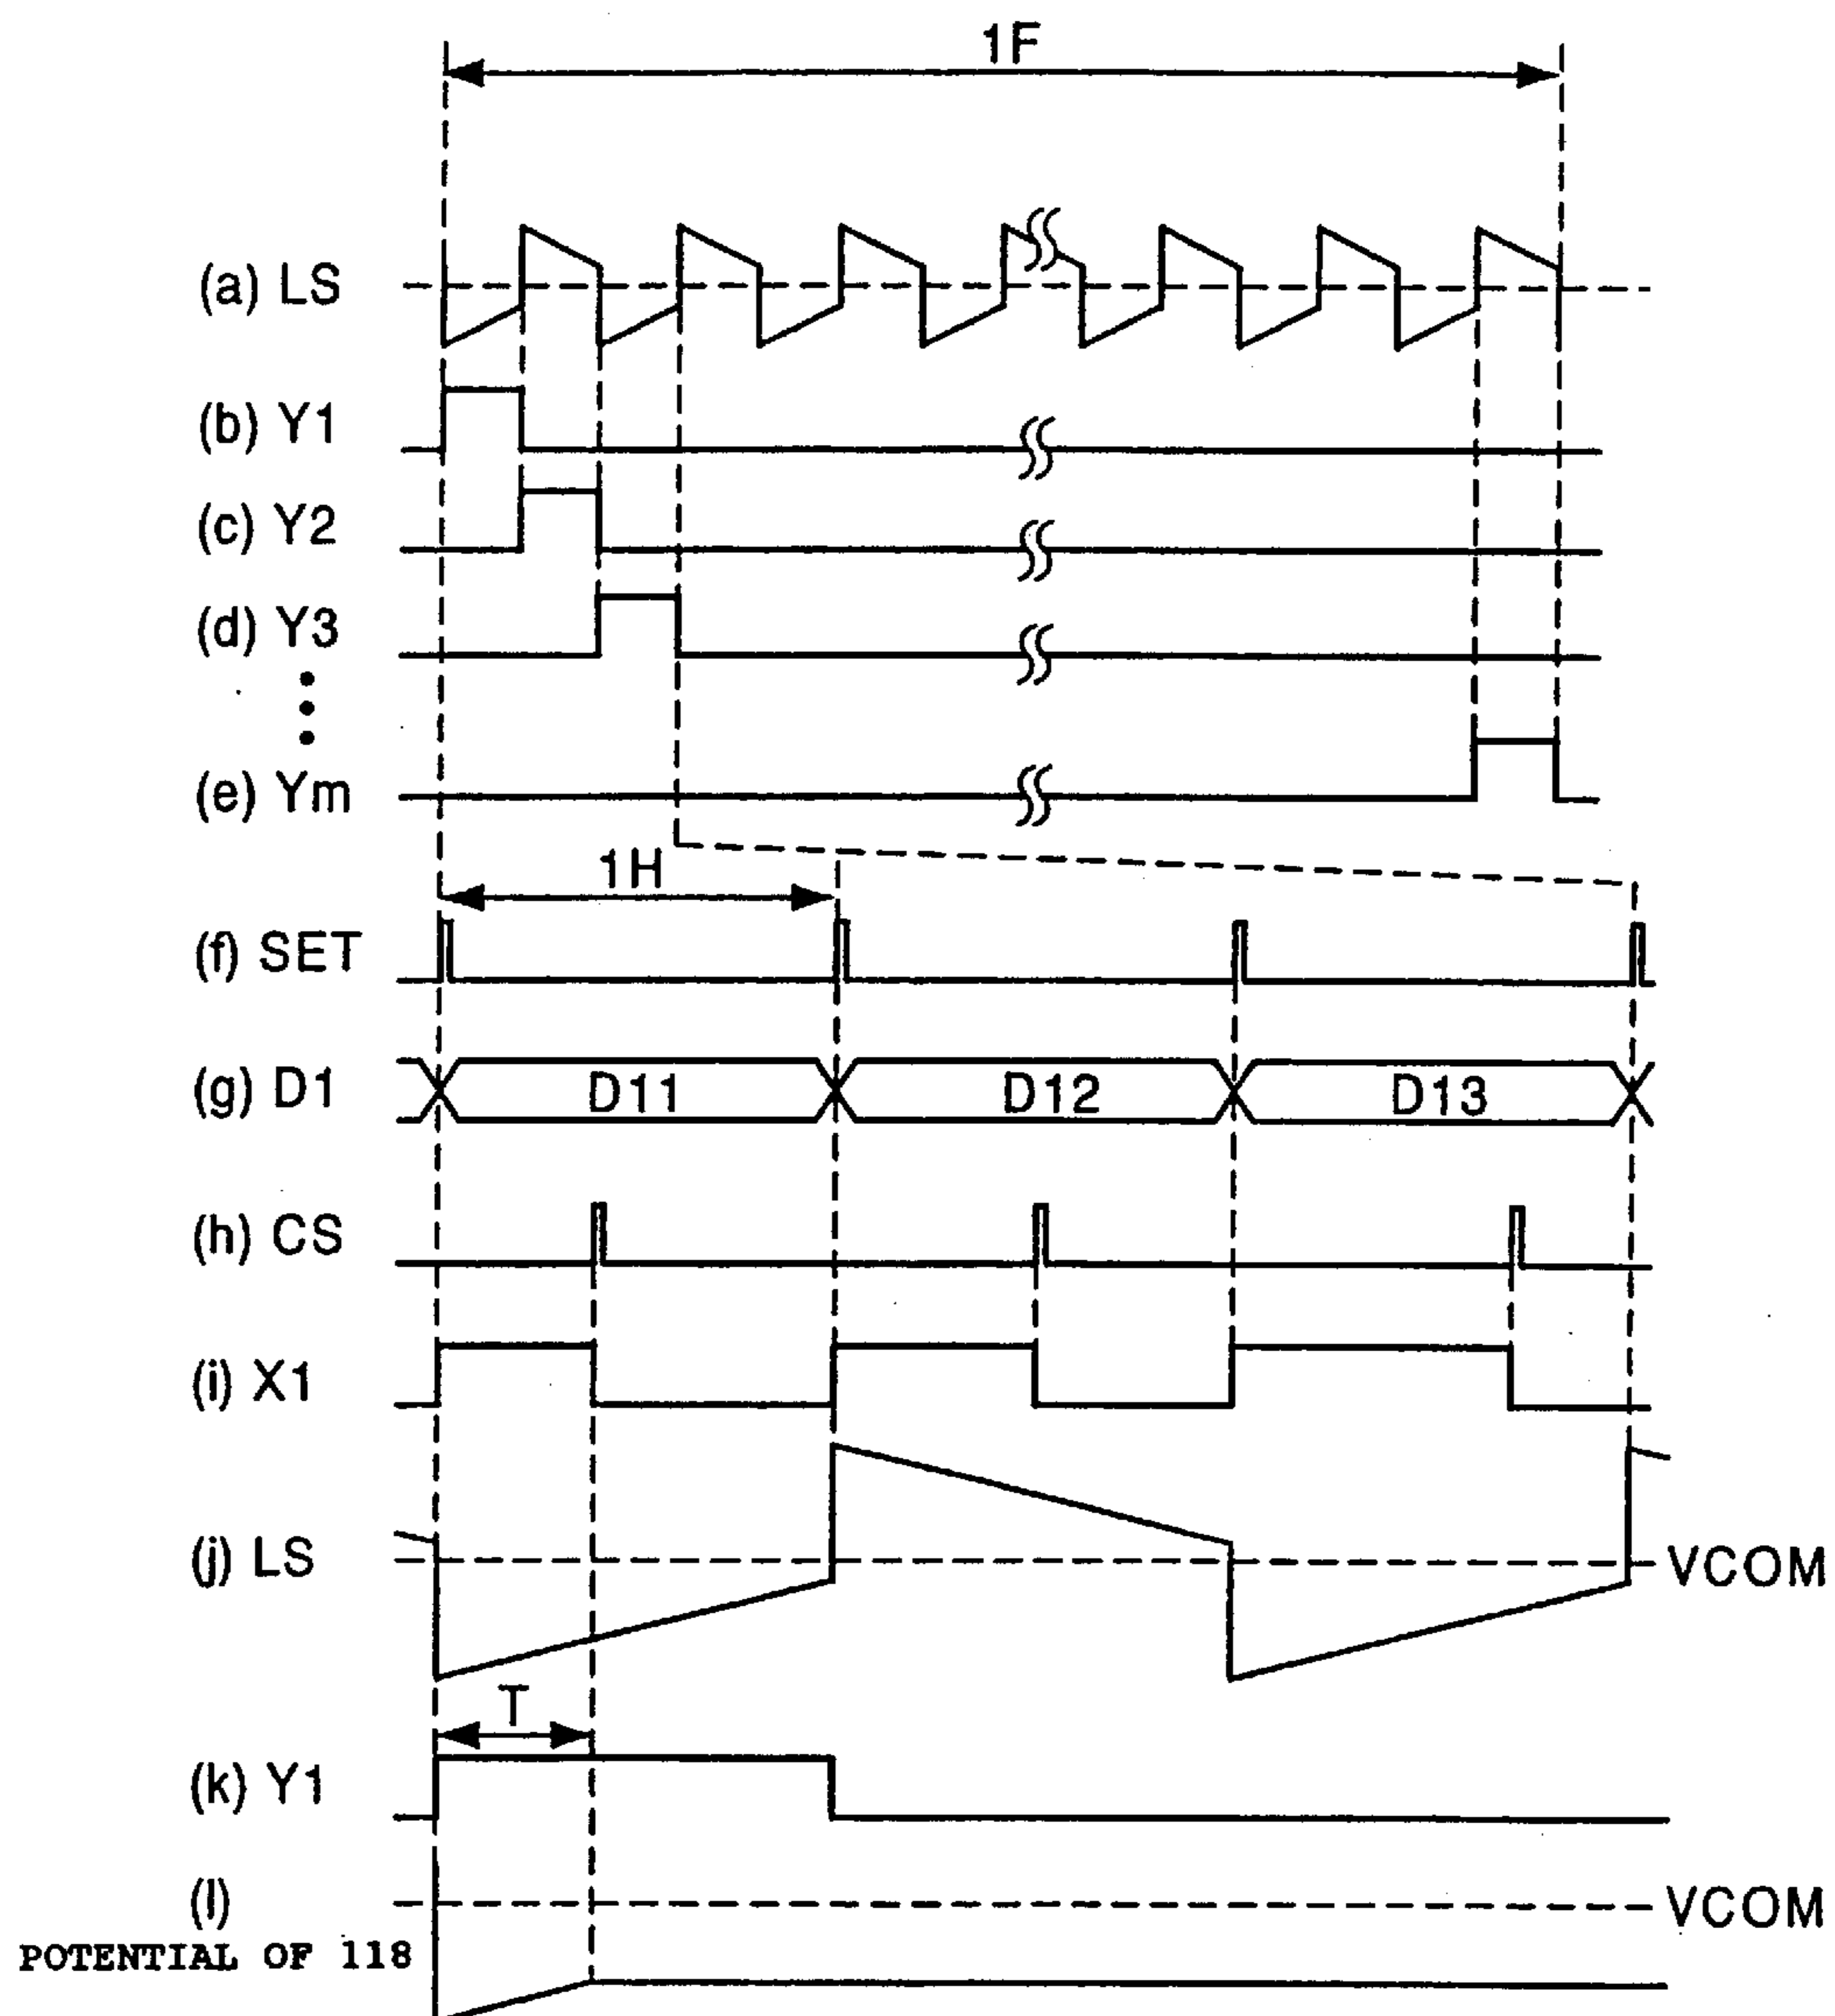 1F
(a) LS
(b) Y1
(c) Y2
(d) Y3
(e) Ym
1H
(f) SET
(g) D1 D11 D12 D13
(h) CS
(i) X1
(j) LS VCOM
T
(k) Y1
(l) VCOM
POTENTIAL OF 118